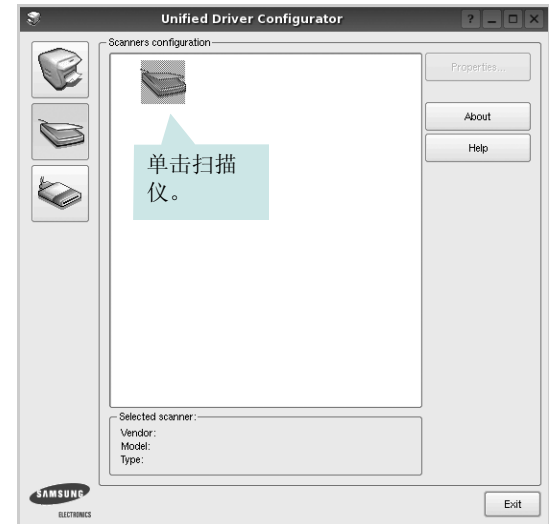 Unified Driver Configurator
Scanners configuration
Properties...
About
Help
单击扫描
仪。
Selected scanner:
Vendor:
Model:
Type:
SAMSUNG
ELECTRONICS
Exit